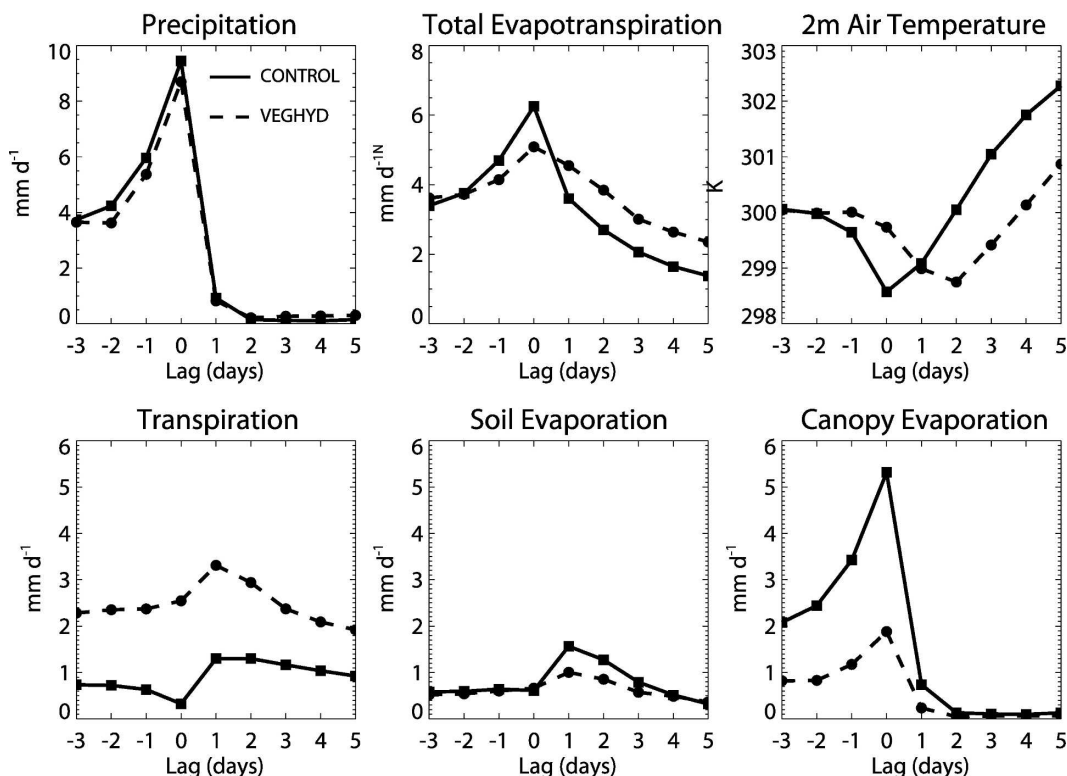 Precipitation
Total Evapotranspiration
2m Air Temperature
10
8
6
4
2
0
mm d-1
CONTROL
VEGHYD
-3 -2 -1 0 1 2 3 4 5
Lag (days)
8
6
4
2
0
mm d-1N
-3 -2 -1 0 1 2 3 4 5
Lag (days)
303
302
301
300
299
298
K
-3 -2 -1 0 1 2 3 4 5
Lag (days)
Transpiration
Soil Evaporation
Canopy Evaporation
6
5
4
3
2
1
0
mm d-1
-3 -2 -1 0 1 2 3 4 5
Lag (days)
6
5
4
3
2
1
0
mm d-1
-3 -2 -1 0 1 2 3 4 5
Lag (days)
6
5
4
3
2
1
0
mm d-1
-3 -2 -1 0 1 2 3 4 5
Lag (days)